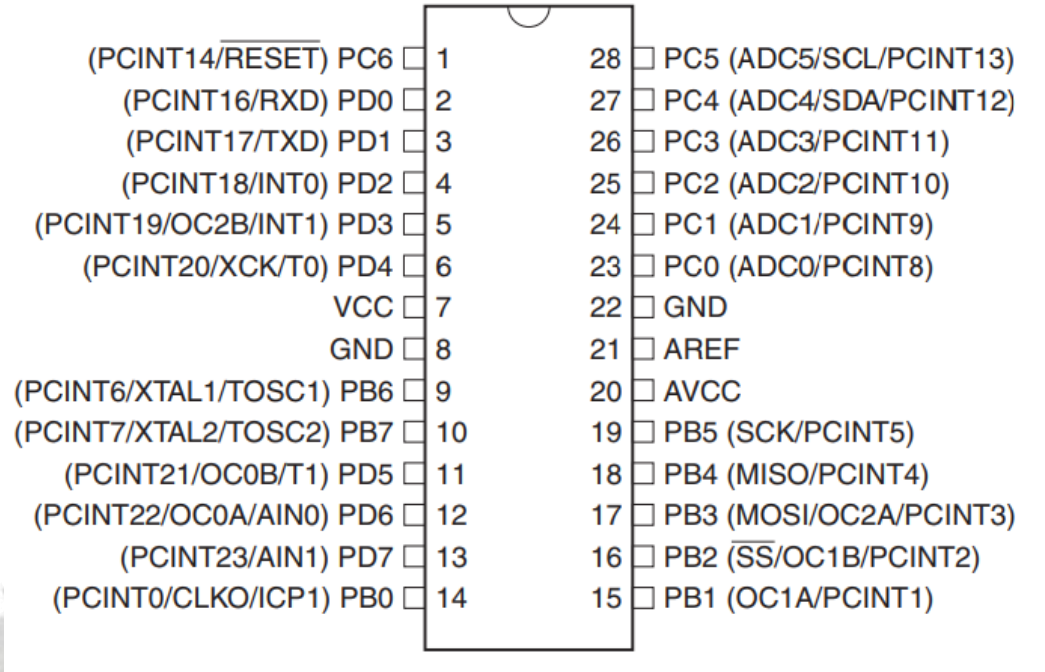 (PCINT14/RESET) PC6 1 28 PC5 (ADC5/SCL/PCINT13)
(PCINT16/RXD) PD0 2 27 PC4 (ADC4/SDA/PCINT12)
(PCINT17/TXD) PD1 3 26 PC3 (ADC3/PCINT11)
(PCINT18/INT0) PD2 4 25 PC2 (ADC2/PCINT10)
(PCINT19/OC2B/INT1) PD3 5 24 PC1 (ADC1/PCINT9)
(PCINT20/XCK/T0) PD4 6 23 PC0 (ADC0/PCINT8)
VCC 7 22 GND
GND 8 21 AREF
(PCINT6/XTAL1/TOSC1) PB6 9 20 AVCC
(PCINT7/XTAL2/TOSC2) PB7 10 19 PB5 (SCK/PCINT5)
(PCINT21/OC0B/T1) PD5 11 18 PB4 (MISO/PCINT4)
(PCINT22/OC0A/AIN0) PD6 12 17 PB3 (MOSI/OC2A/PCINT3)
(PCINT23/AIN1) PD7 13 16 PB2 (SS/OC1B/PCINT2)
(PCINT0/CLKO/ICP1) PB0 14 15 PB1 (OC1A/PCINT1)